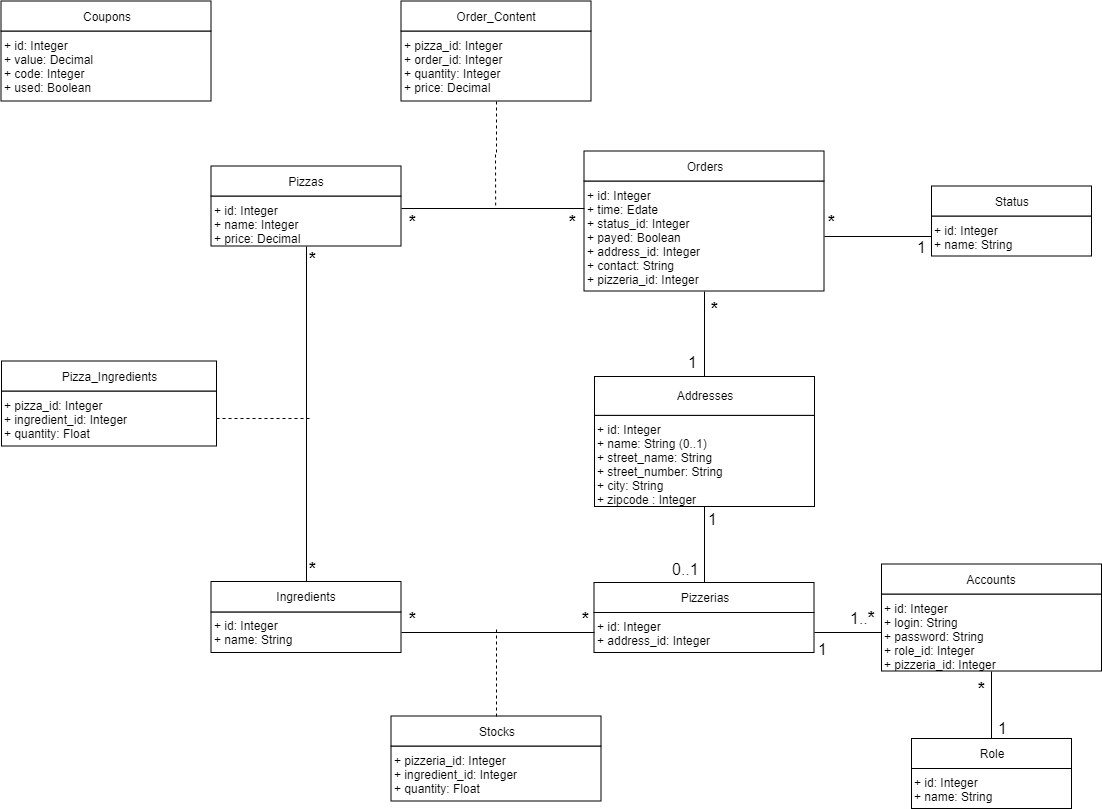 Coupons
+ id: Integer
+ value: Decimal
+ code: Integer
+ used: Boolean
Order_Content
+ pizza_id: Integer
+ order_id: Integer
+ quantity: Integer
+ price: Decimal
Pizzas
+ id: Integer
+ name: Integer
+ price: Decimal
*
*
*
Orders
+ id: Integer
+ time: Edate
+ status_id: Integer
+ payed: Boolean
+ address_id: Integer
+ contact: String
+ pizzeria_id: Integer
*
1
Status
+ id: Integer
+ name: String
*
1
Pizza_Ingredients
+ pizza_id: Integer
+ ingredient_id: Integer
+ quantity: Float
Addresses
+ id: Integer
+ name: String (0..1)
+ street_name: String
+ street_number: String
+ city: String
+ zipcode : Integer
1
0..1
*
Ingredients
+ id: Integer
+ name: String
*
*
Pizzerias
+ id: Integer
+ address_id: Integer
1..*
1
Accounts
+ id: Integer
+ login: String
+ password: String
+ role_id: Integer
+ pizzeria_id: Integer
*
1
Stocks
+ pizzeria_id: Integer
+ ingredient_id: Integer
+ quantity: Float
Role
+ id: Integer
+ name: String